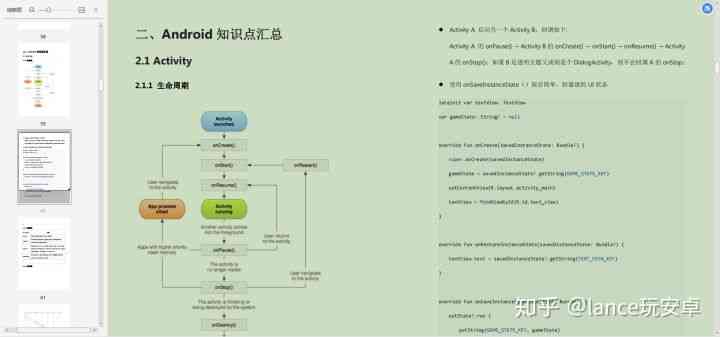 二、Android 知识点汇总
2.1 Activity
2.1.1 生命周期
Activity launched
onCreate()
onStart()
onRestart()
onResume()
User navigates to the activity
App process killed
Activity running
Another activity comes into the foreground
User returns to the activity
Apps with higher priority need memory
onPause()
The activity is no longer visible
User navigates to the activity
onStop()
The activity is finishing or being destroyed by the system
onDestroy()
Activity A 启动另一个 Activity B，回调如下：
Activity A 的 onPause() → Activity B 的 onCreate() → onStart() → onResume() → Activity
A 的 onStop()；如果 B 是透明主题又或则是个 DialogActivity，则不会回调 A 的 onStop；
使用 onSaveInstanceState（）保存简单，轻量级的 UI 状态
lateinit var textView: TextView
var gameState: String? = null
override fun onCreate(savedInstanceState: Bundle?) {
super.onCreate(savedInstanceState)
gameState = savedInstanceState?.getString(GAME_STATE_KEY)
setContentView(R.layout.activity_main)
textView = findViewById(R.id.text_view)
}
override fun onRestoreInstanceState(savedInstanceState: Bundle?) {
textView.text = savedInstanceState?.getString(TEXT_VIEW_KEY)
}
override fun onSaveInstanceState(
outState?.run {
putString(GAME_STATE_KEY, gameState)
知乎 @lance玩安卓